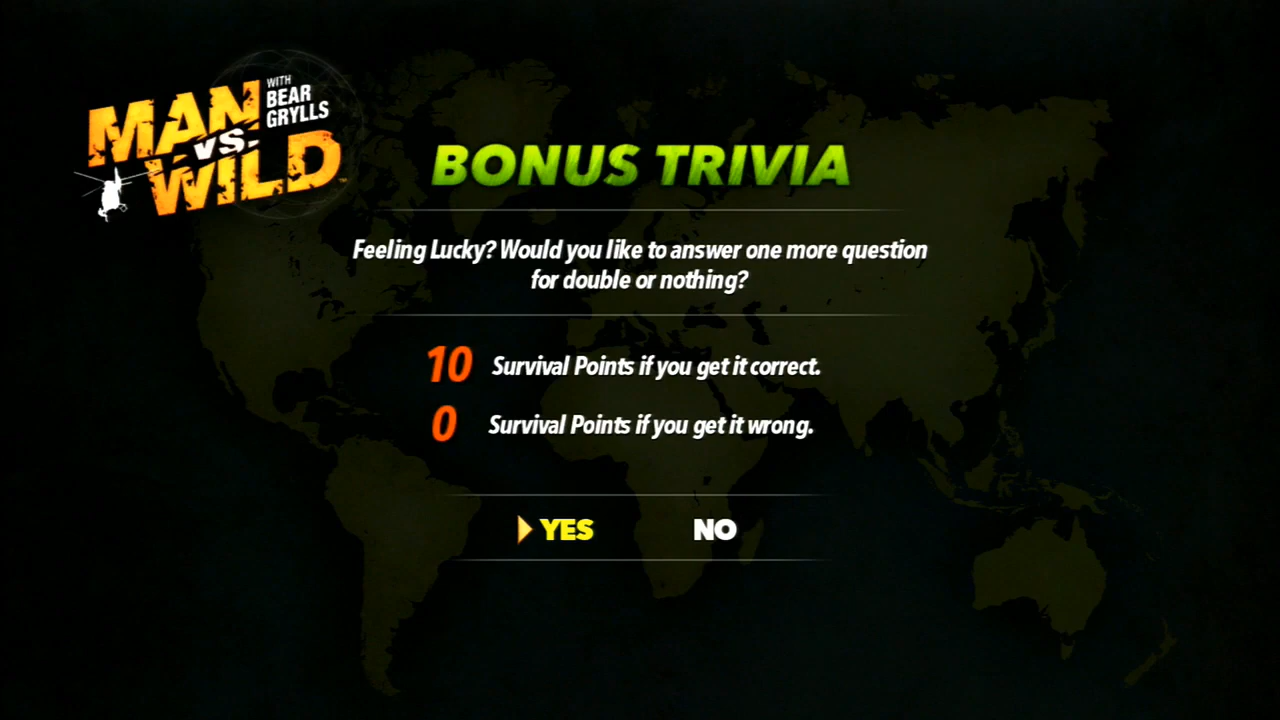 MAN
WITH
BEAR
GRYLLS
VS.
WILD
BONUS TRIVIA
Feeling Lucky? Would you like to answer one more question
for double or nothing?
10 Survival Points if you get it correct.
0 Survival Points if you get it wrong.
YES NO